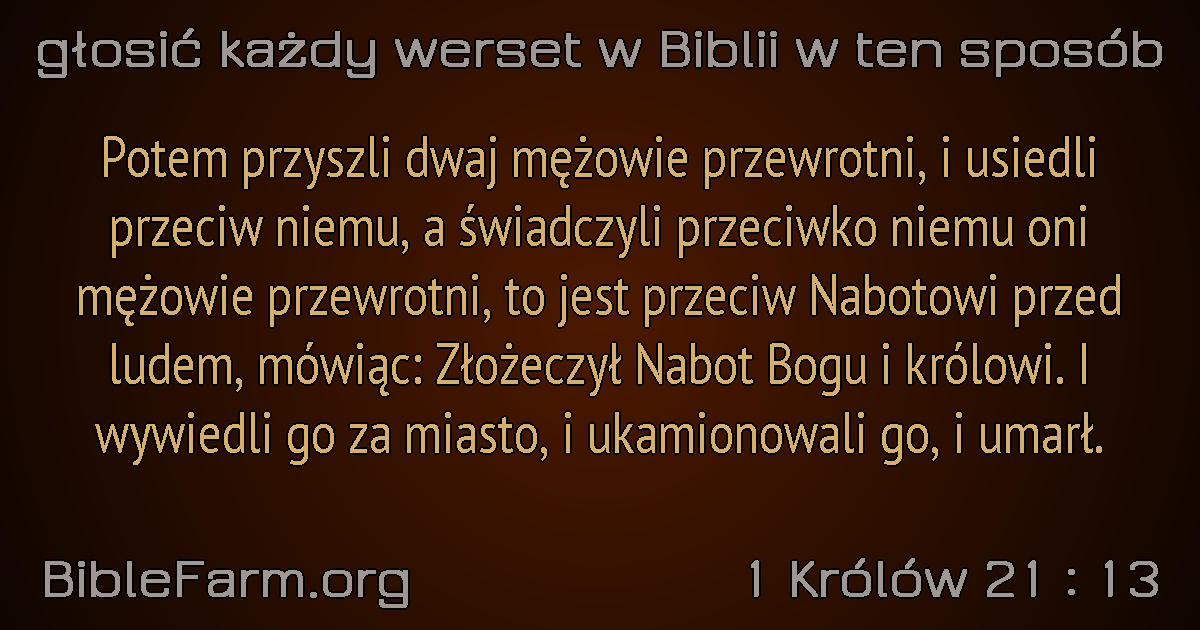 głosić każdy werset w Biblii w ten sposób
Potem przyszli dwaj mężowie przewrotni, i usiedli
przeciw niemu, a świadczyli przeciwko niemu oni
mężowie przewrotni, to jest przeciw Nabotowi przed
ludem, mówiąc: Złożeczył Nabot Bogu i królowi. I
wywiedli go za miasto, i ukamionowali go, i umarł.
BibleFarm.org
1 Królów 21 : 13